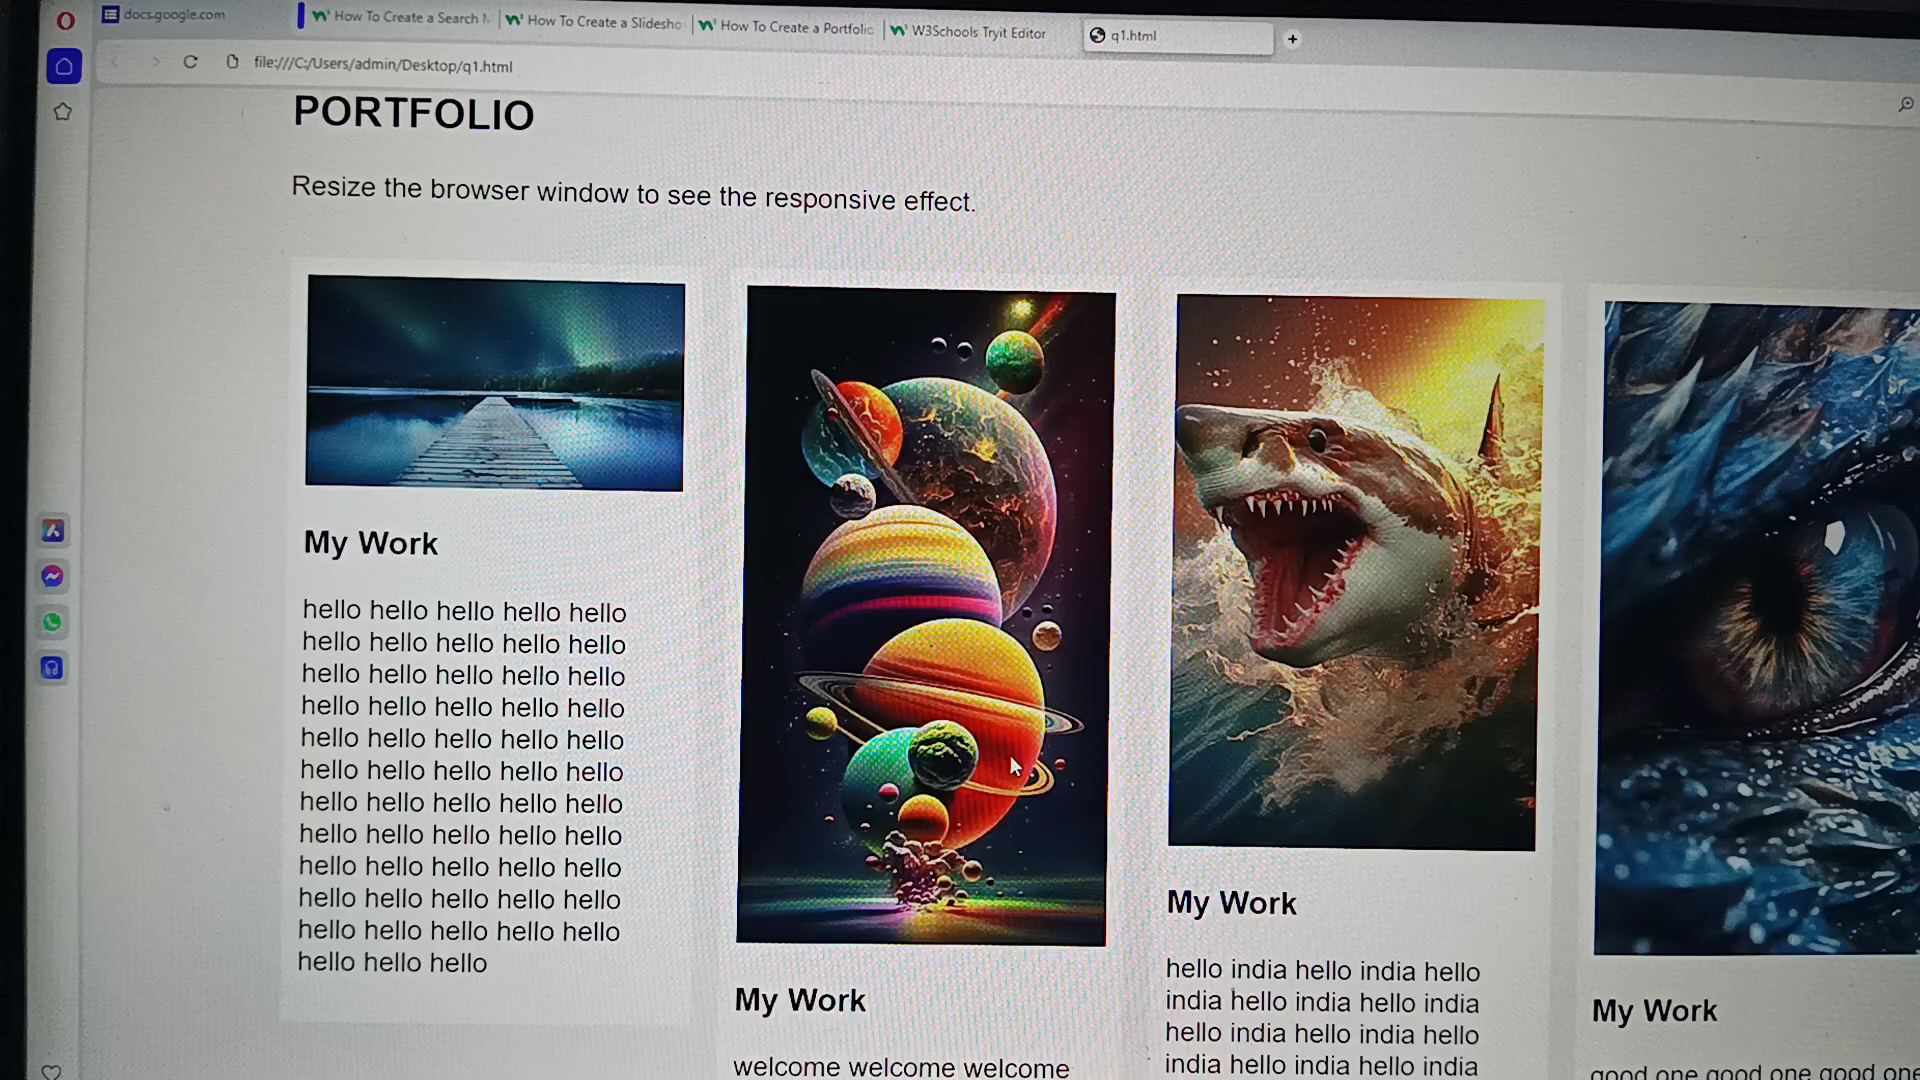 docs.google.com
How To Create a Search
How To Create a Slidesho
How To Create a Portfolic
W3Schools Tryit Editor
q1.html
file:///C:/Users/admin/Desktop/q1.html
PORTFOLIO
Resize the browser window to see the responsive effect.
My Work
hello hello hello hello hello
hello hello hello hello hello
hello hello hello hello hello
hello hello hello hello hello
hello hello hello hello hello
hello hello hello hello hello
hello hello hello hello hello
hello hello hello hello hello
hello hello hello hello hello
hello hello hello hello hello
hello hello hello hello hello
hello hello hello
My Work
welcome welcome welcome
My Work
hello india hello india hello
india hello india hello india
hello india hello india hello
india hello india hello india
My Work
good one good one good one